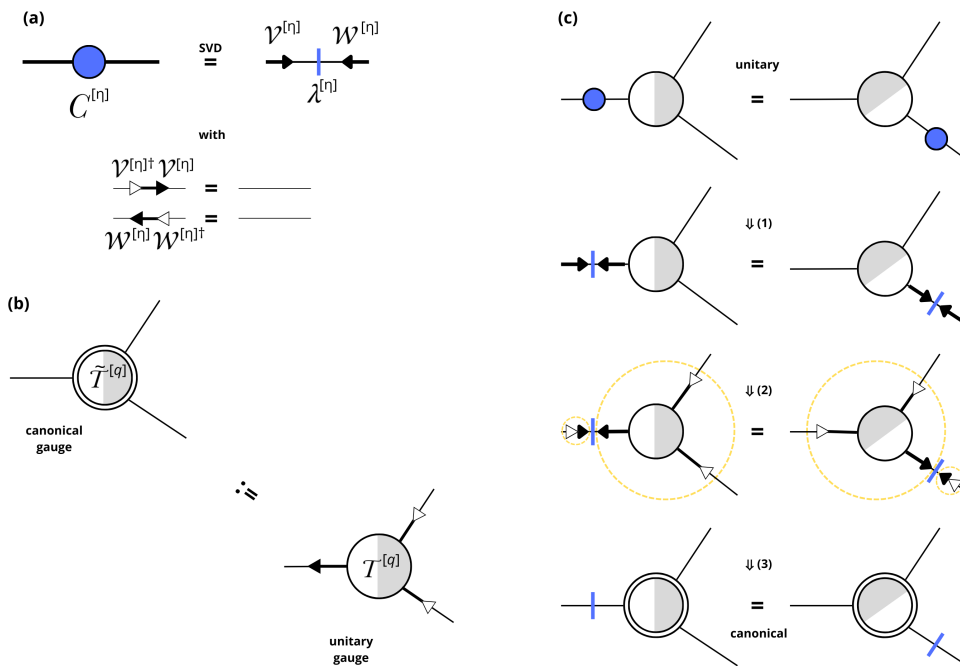 (a)
SVD
=
𝒱^[η] 𝒲^[η]
C^[η]
λ^[η]
with
𝒱^[η]† 𝒱^[η]
=
=
𝒲^[η] 𝒲^[η]†
(b)
𝒯̃^[q]
canonical
gauge
:=
𝒯^[q]
unitary
gauge
(c)
unitary
=
⇓ (1)
=
⇓ (2)
=
⇓ (3)
=
canonical